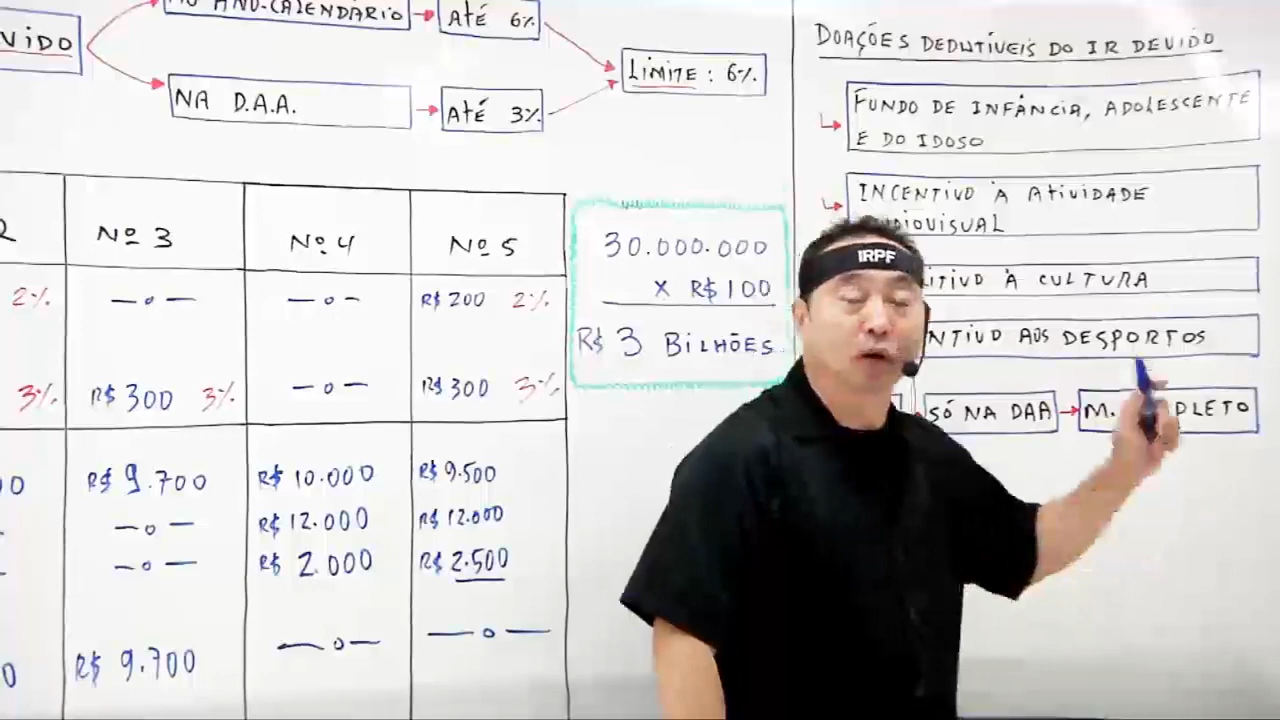 ANO-CALENDÁRIO
ATÉ 6%
VIDO
NA D.A.A.
ATÉ 3%
LIMITE: 6%
DOAÇÕES DEDUTÍVEIS DO IR DEVIDO
FUNDO DE INFÂNCIA, ADOLESCENTE
E DO IDOSO
INCENTIVO À ATIVIDADE
UDIOVISUAL
À CULTURA
NTIVO AOS DESPORTOS
SÓ NA DAA
M. PLETO
IRPF
Nº 3
Nº 4
Nº 5
2%
—o—
—o—
R$ 200 2%
3%
R$ 300 3%
—o—
R$ 300 3%
30.000.000
X R$ 100
R$ 3 BILHÕES
R$ 9.700
R$ 10.000
R$ 9.500
—o—
R$ 12.000
R$ 12.000
—o—
R$ 2.000
R$ 2.500
R$ 9.700
—o—
—o—